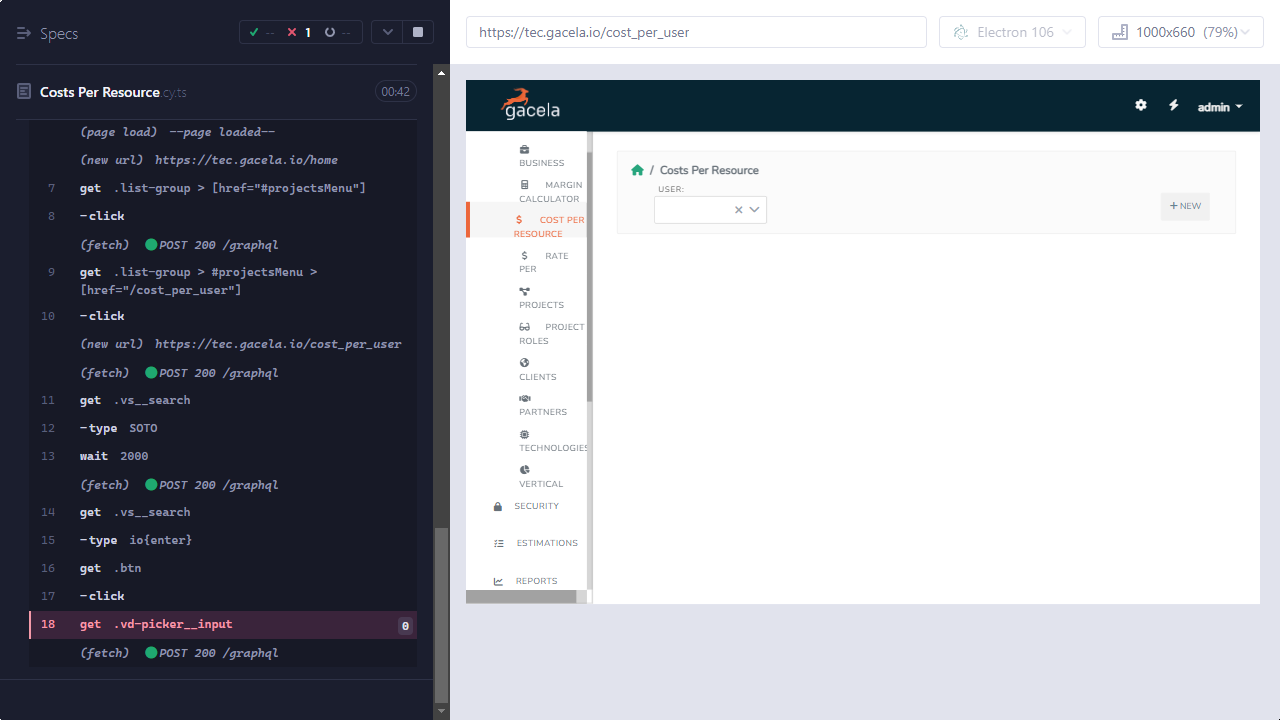 Specs
-- 1 --
https://tec.gacela.io/cost_per_user
Electron 106
1000x660 (79%)
Costs Per Resource.cy.ts
00:42
(page load) --page loaded--
(new url) https://tec.gacela.io/home
7 get .list-group > [href="#projectsMenu"]
8 -click
(fetch) POST 200 /graphql
9 get .list-group > #projectsMenu >
[href="/cost_per_user"]
10 -click
(new url) https://tec.gacela.io/cost_per_user
(fetch) POST 200 /graphql
11 get .vs__search
12 -type SOTO
13 wait 2000
(fetch) POST 200 /graphql
14 get .vs__search
15 -type io{enter}
16 get .btn
17 -click
18 get .vd-picker__input 0
(fetch) POST 200 /graphql
gacela
admin
BUSINESS
MARGIN
CALCULATOR
COST PER
RESOURCE
RATE
PER
PROJECTS
PROJECT
ROLES
CLIENTS
PARTNERS
TECHNOLOGIES
VERTICAL
SECURITY
ESTIMATIONS
REPORTS
/ Costs Per Resource
USER:
+ NEW